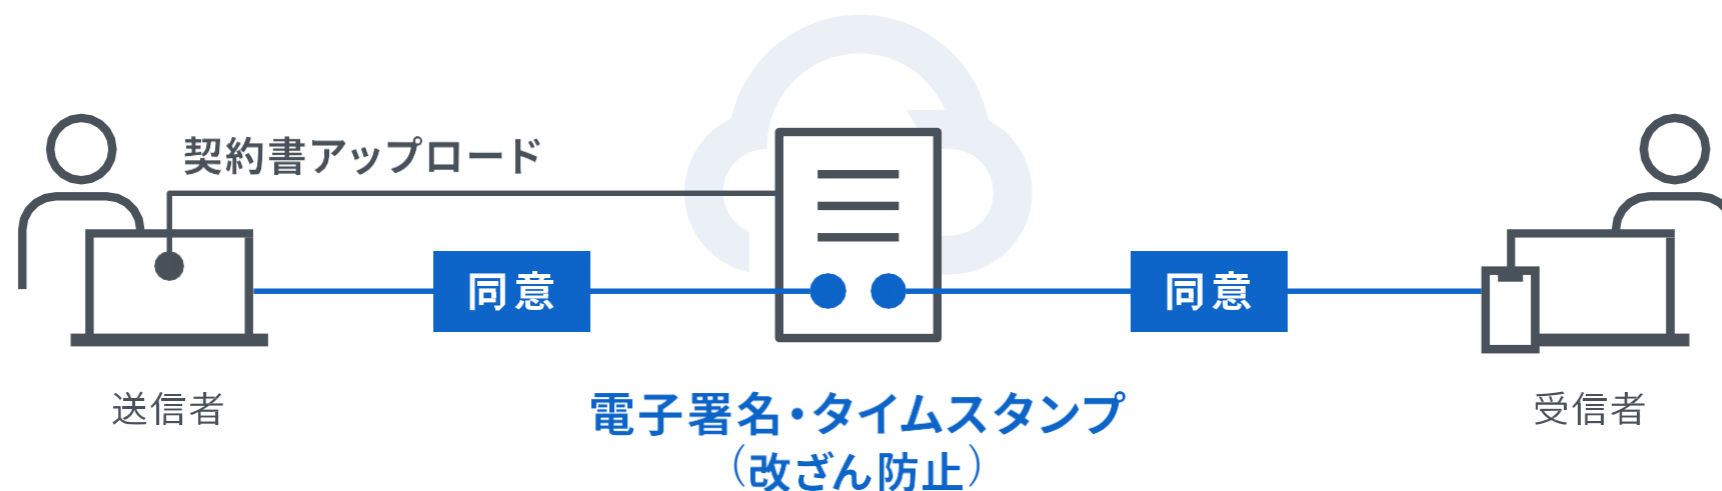 契約書アップロード
同意
同意
送信者
電子署名・タイムスタンプ
（改ざん防止）
受信者